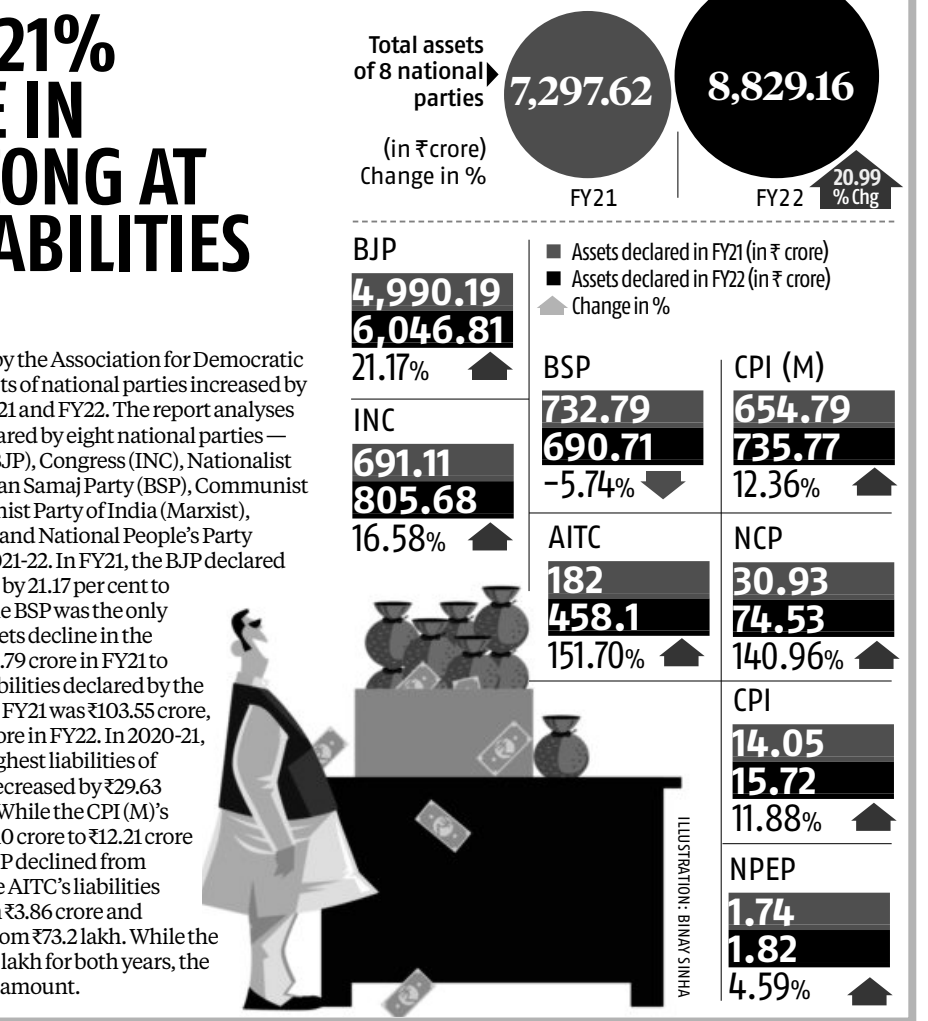 21%
E IN
ONG AT
ABILITIES
by the Association for Democratic
ts of national parties increased by
21 and FY22. The report analyses
ared by eight national parties —
BJP), Congress (INC), Nationalist
an Samaj Party (BSP), Communist
nist Party of India (Marxist),
and National People's Party
021-22. In FY21, the BJP declared
by 21.17 per cent to
e BSP was the only
ets decline in the
.79 crore in FY21 to
bilities declared by the
FY21 was ₹103.55 crore,
ore in FY22. In 2020-21,
ghest liabilities of
ecreased by ₹29.63
While the CPI (M)'s
10 crore to ₹12.21 crore
P declined from
e AITC's liabilities
₹3.86 crore and
om ₹73.2 lakh. While the
lakh for both years, the
amount.
Total assets
of 8 national
parties
(in ₹crore)
Change in %
7,297.62
FY21
8,829.16
FY22
20.99
% Chg
Assets declared in FY21 (in ₹ crore)
Assets declared in FY22 (in ₹ crore)
Change in %
BJP
4,990.19
6,046.81
21.17%
INC
691.11
805.68
16.58%
BSP
732.79
690.71
-5.74%
CPI (M)
654.79
735.77
12.36%
AITC
182
458.1
151.70%
NCP
30.93
74.53
140.96%
CPI
14.05
15.72
11.88%
NPEP
1.74
1.82
4.59%
ILLUSTRATION: BINAY SINHA